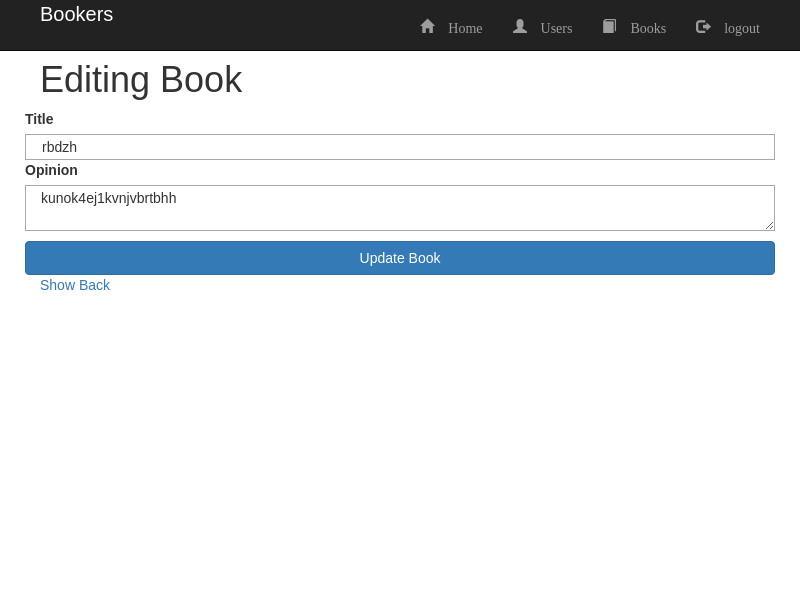 Bookers
Home Users Books logout
Editing Book
Title
rbdzh
Opinion
kunok4ej1kvnjvbrtbhh
Update Book
Show Back